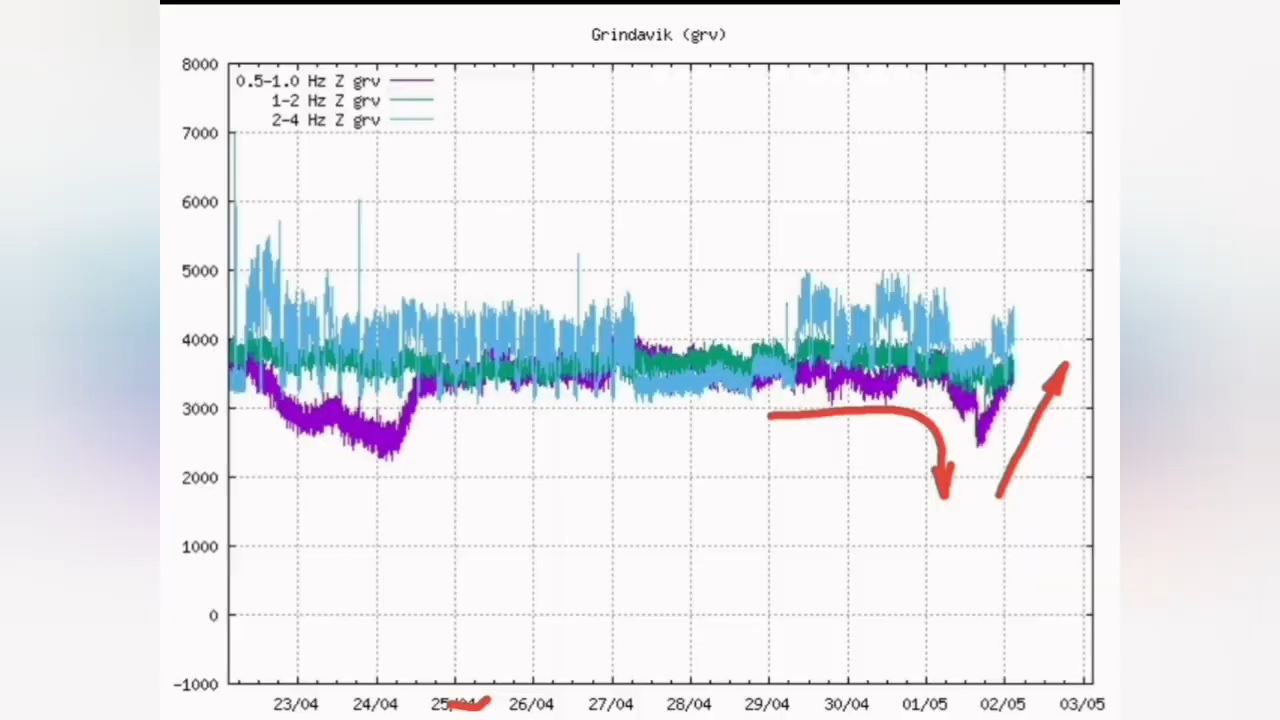 Grindavik (grv)
8000
0.5-1.0 Hz Z grv
1-2 Hz Z grv
2-4 Hz Z grv
7000
6000
5000
4000
3000
2000
1000
0
-1000
23/04 24/04 25/04 26/04 27/04 28/04 29/04 30/04 01/05 02/05 03/05